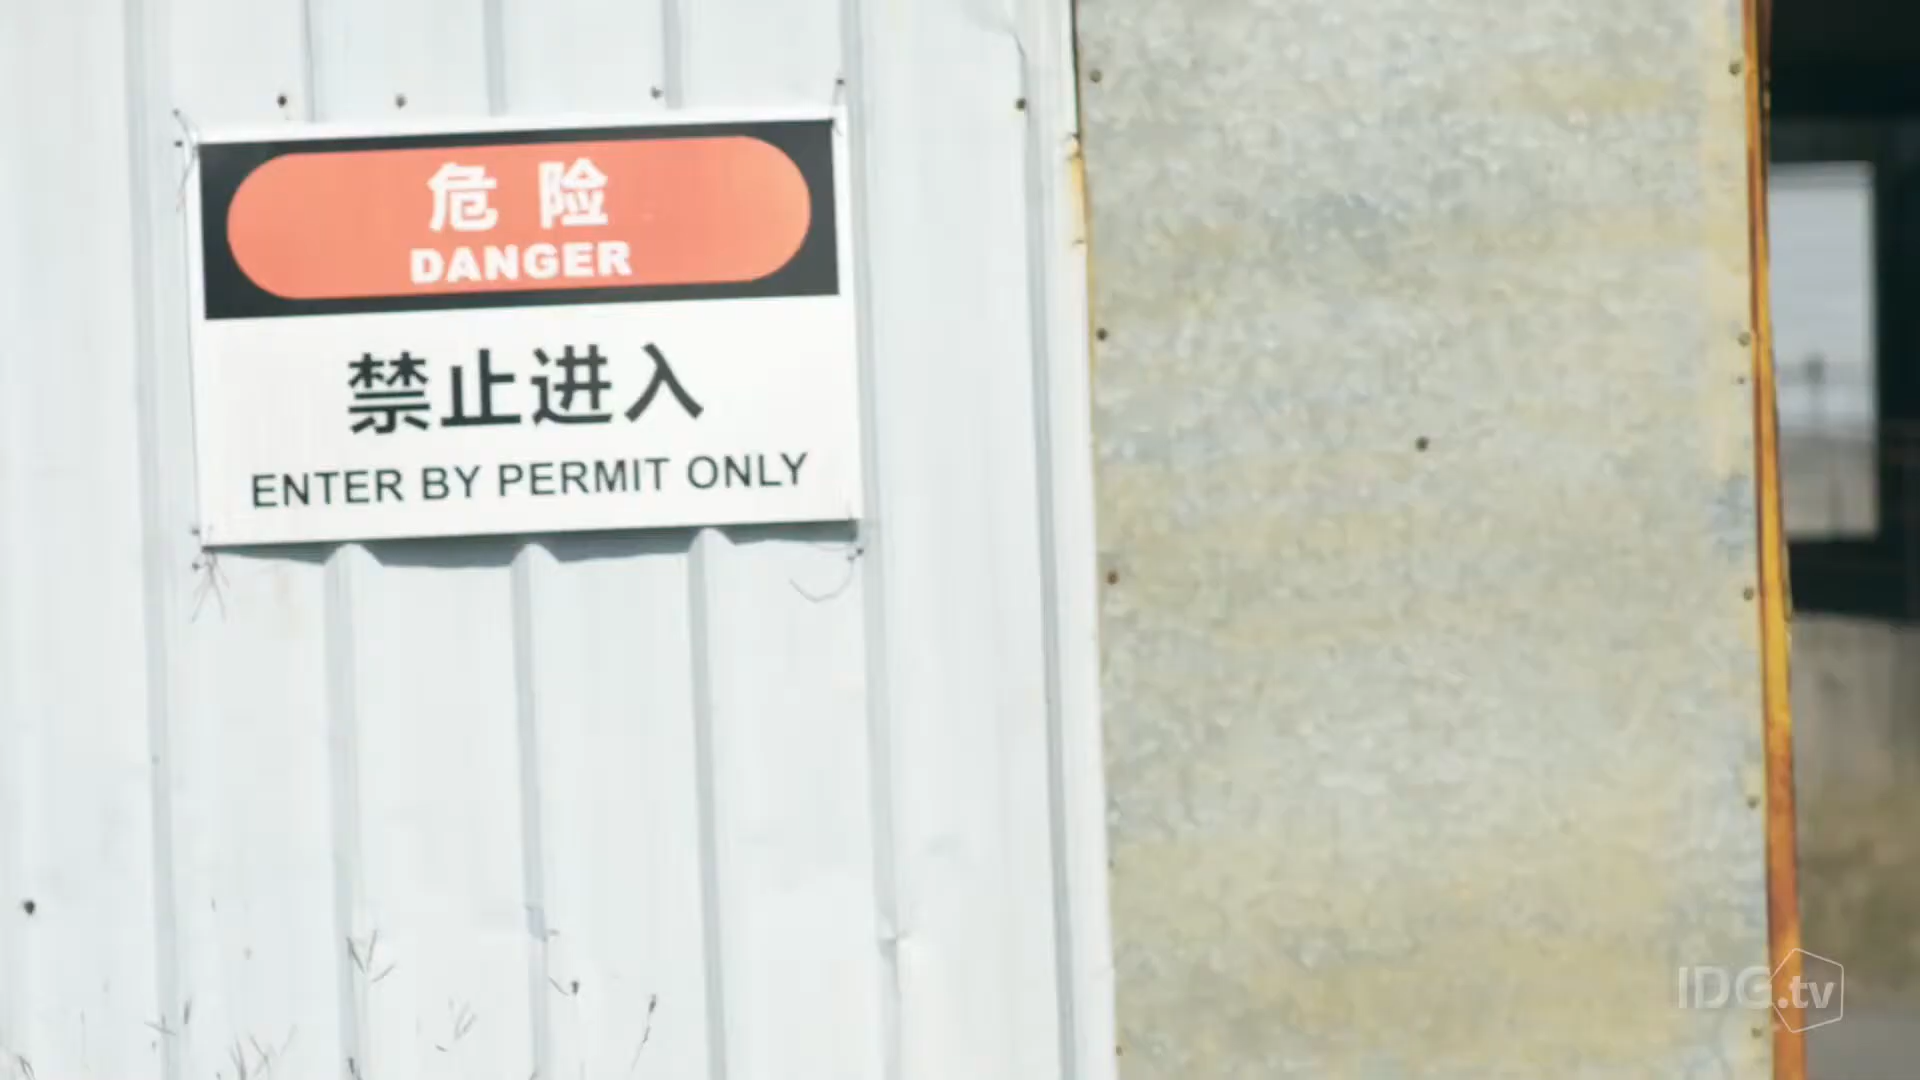 危 险
DANGER
禁止进入
ENTER BY PERMIT ONLY
IDG.tv